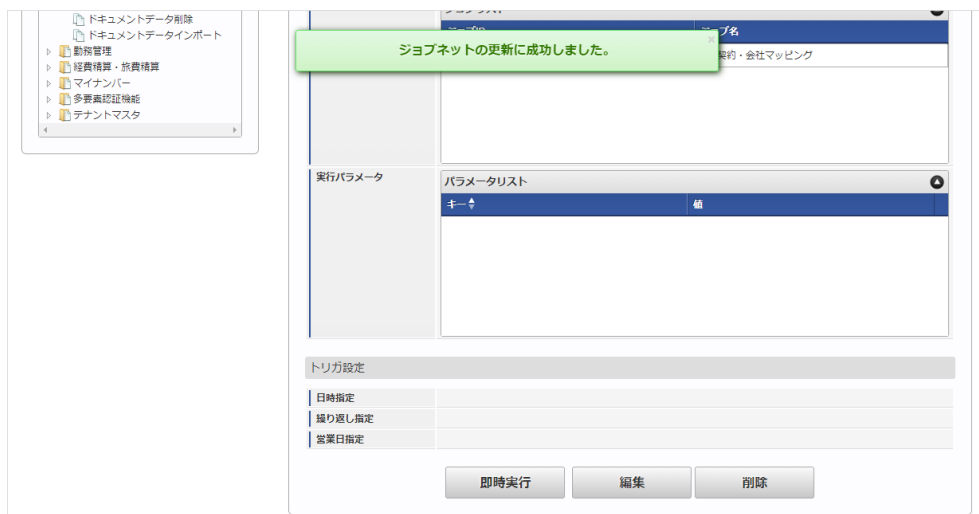 ドキュメントデータ削除
ドキュメントデータインポート
勤務管理
経費精算・旅費精算
マイナンバー
多要素認証機能
テナントマスタ
ジョブネットの更新に成功しました。
×
ブ名
契約・会社マッピング
実行パラメータ
パラメータリスト
キー
値
トリガ設定
日時指定
繰り返し指定
営業日指定
即時実行
編集
削除